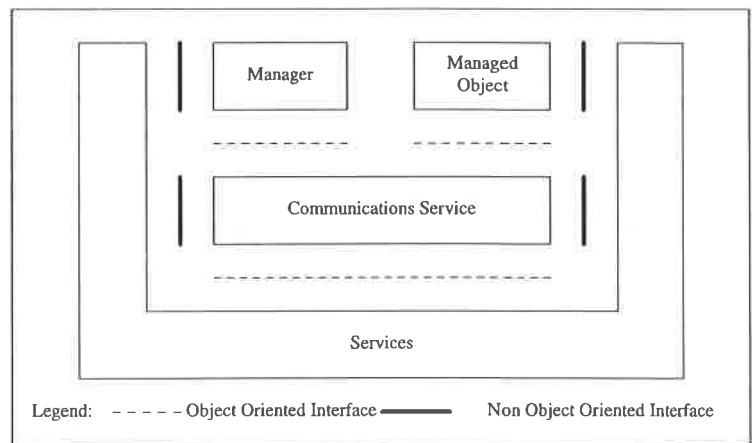 Manager
Managed
Object
Communications Service
Services
Legend: Object Oriented Interface Non Object Oriented Interface